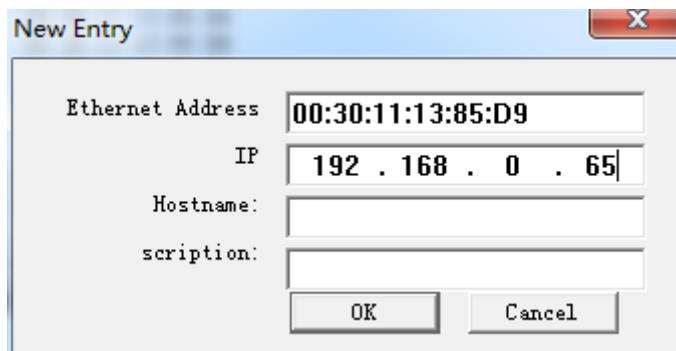 New Entry
Ethernet Address 00:30:11:13:85:D9
IP 192 . 168 . 0 . 65
Hostname:
scription:
OK Cancel